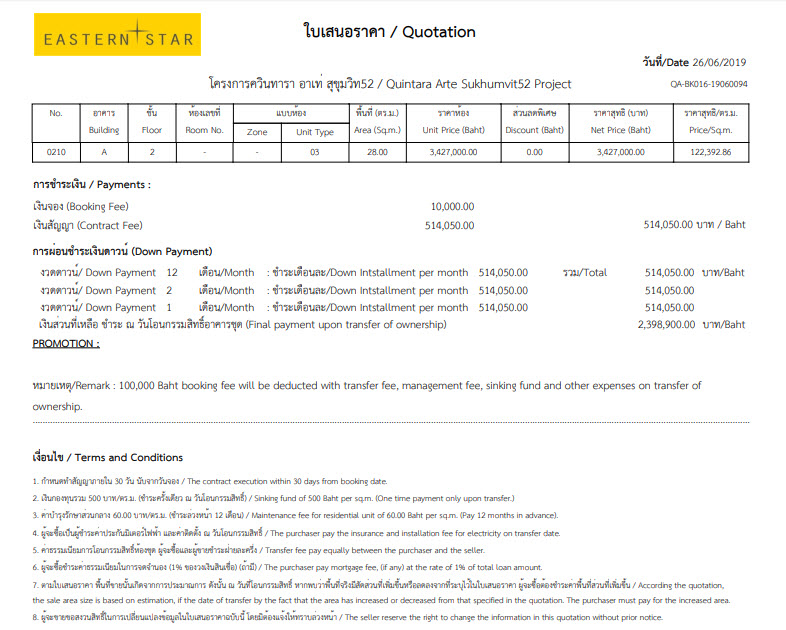 EASTERN STAR
ใบเสนอราคา / Quotation
วันที่/Date 26/06/2019
โครงการควินทารา อาเท่ สุขุมวิท52 / Quintara Arte Sukhumvit52 Project
QA-BK016-19060094
No. อาคาร ชั้น ห้องเลขที่ แบบห้อง พื้นที่ (ตร.ม.) ราคาห้อง ส่วนลดพิเศษ ราคาสุทธิ (บาท) ราคาสุทธิ/ตร.ม.
Building Floor Room No. Zone Unit Type Area (Sq.m.) Unit Price (Baht) Discount (Baht) Net Price (Baht) Price/Sq.m.
0210 A 2 - - 03 28.00 3,427,000.00 0.00 3,427,000.00 122,392.86
การชำระเงิน / Payments :
เงินจอง (Booking Fee) 10,000.00
เงินสัญญา (Contract Fee) 514,050.00 514,050.00 บาท / Baht
การผ่อนชำระเงินดาวน์ (Down Payment)
งวดดาวน์/ Down Payment 12 เดือน/Month : ชำระเดือนละ/Down Intstallment per month 514,050.00 รวม/Total 514,050.00 บาท/Baht
งวดดาวน์/ Down Payment 2 เดือน/Month : ชำระเดือนละ/Down Intstallment per month 514,050.00 514,050.00
งวดดาวน์/ Down Payment 1 เดือน/Month : ชำระเดือนละ/Down Intstallment per month 514,050.00 514,050.00
เงินส่วนที่เหลือ ชำระ ณ วันโอนกรรมสิทธิ์อาคารชุด (Final payment upon transfer of ownership) 2,398,900.00 บาท/Baht
PROMOTION :
หมายเหตุ/Remark : 100,000 Baht booking fee will be deducted with transfer fee, management fee, sinking fund and other expenses on transfer of
ownership.
เงื่อนไข / Terms and Conditions
1. กำหนดทำสัญญาภายใน 30 วัน นับจากวันจอง / The contract execution within 30 days from booking date.
2. เงินกองทุนรวม 500 บาท/ตร.ม. (ชำระครั้งเดียว ณ วันโอนกรรมสิทธิ์) / Sinking fund of 500 Baht per sq.m. (One time payment only upon transfer.)
3. ค่าบำรุงรักษาส่วนกลาง 60.00 บาท/ตร.ม. (ชำระล่วงหน้า 12 เดือน) / Maintenance fee for residential unit of 60.00 Baht per sq.m. (Pay 12 months in advance).
4. ผู้จะซื้อเป็นผู้ชำระค่าประกันมิเตอร์ไฟฟ้า และค่าติดตั้ง ณ วันโอนกรรมสิทธิ์ / The purchaser pay the insurance and installation fee for electricity on transfer date.
5. ค่าธรรมเนียมการโอนกรรมสิทธิ์ห้องชุด ผู้จะซื้อและผู้ขายชำระฝ่ายละครึ่ง / Transfer fee pay equally between the purchaser and the seller.
6. ผู้จะซื้อชำระค่าธรรมเนียมในการจดจำนอง (1% ของวงเงินสินเชื่อ) (ถ้ามี) / The purchaser pay mortgage fee, (if any) at the rate of 1% of total loan amount.
7. ตามใบเสนอราคา พื้นที่ขายนั้นเกิดจากการประมาณการ ดังนั้น ณ วันที่โอนกรรมสิทธิ์ หากพบว่าพื้นที่จริงมีสัดส่วนที่เพิ่มขึ้นหรือลดลงจากที่ระบุไว้ในใบเสนอราคา ผู้จะซื้อต้องชำระค่าพื้นที่ส่วนที่เพิ่มขึ้น / According the quotation,
the sale area size is based on estimation, if the date of transfer by the fact that the area has increased or decreased from that specified in the quotation. The purchaser must pay for the increased area.
8. ผู้จะขายขอสงวนสิทธิ์ในการเปลี่ยนแปลงข้อมูลในใบเสนอราคาฉบับนี้ โดยมิต้องแจ้งให้ทราบล่วงหน้า / The seller reserve the right to change the information in this quotation without prior notice.